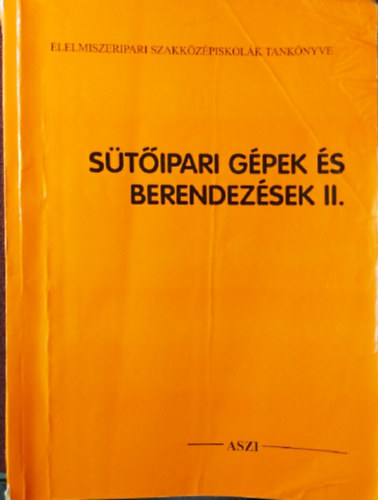 ÉLELMISZERIPARI SZAKKÖZÉPISKOLÁK TANKÖNYVE
SÜTŐIPARI GÉPEK ÉS
BERENDEZÉSEK II.
ASZI